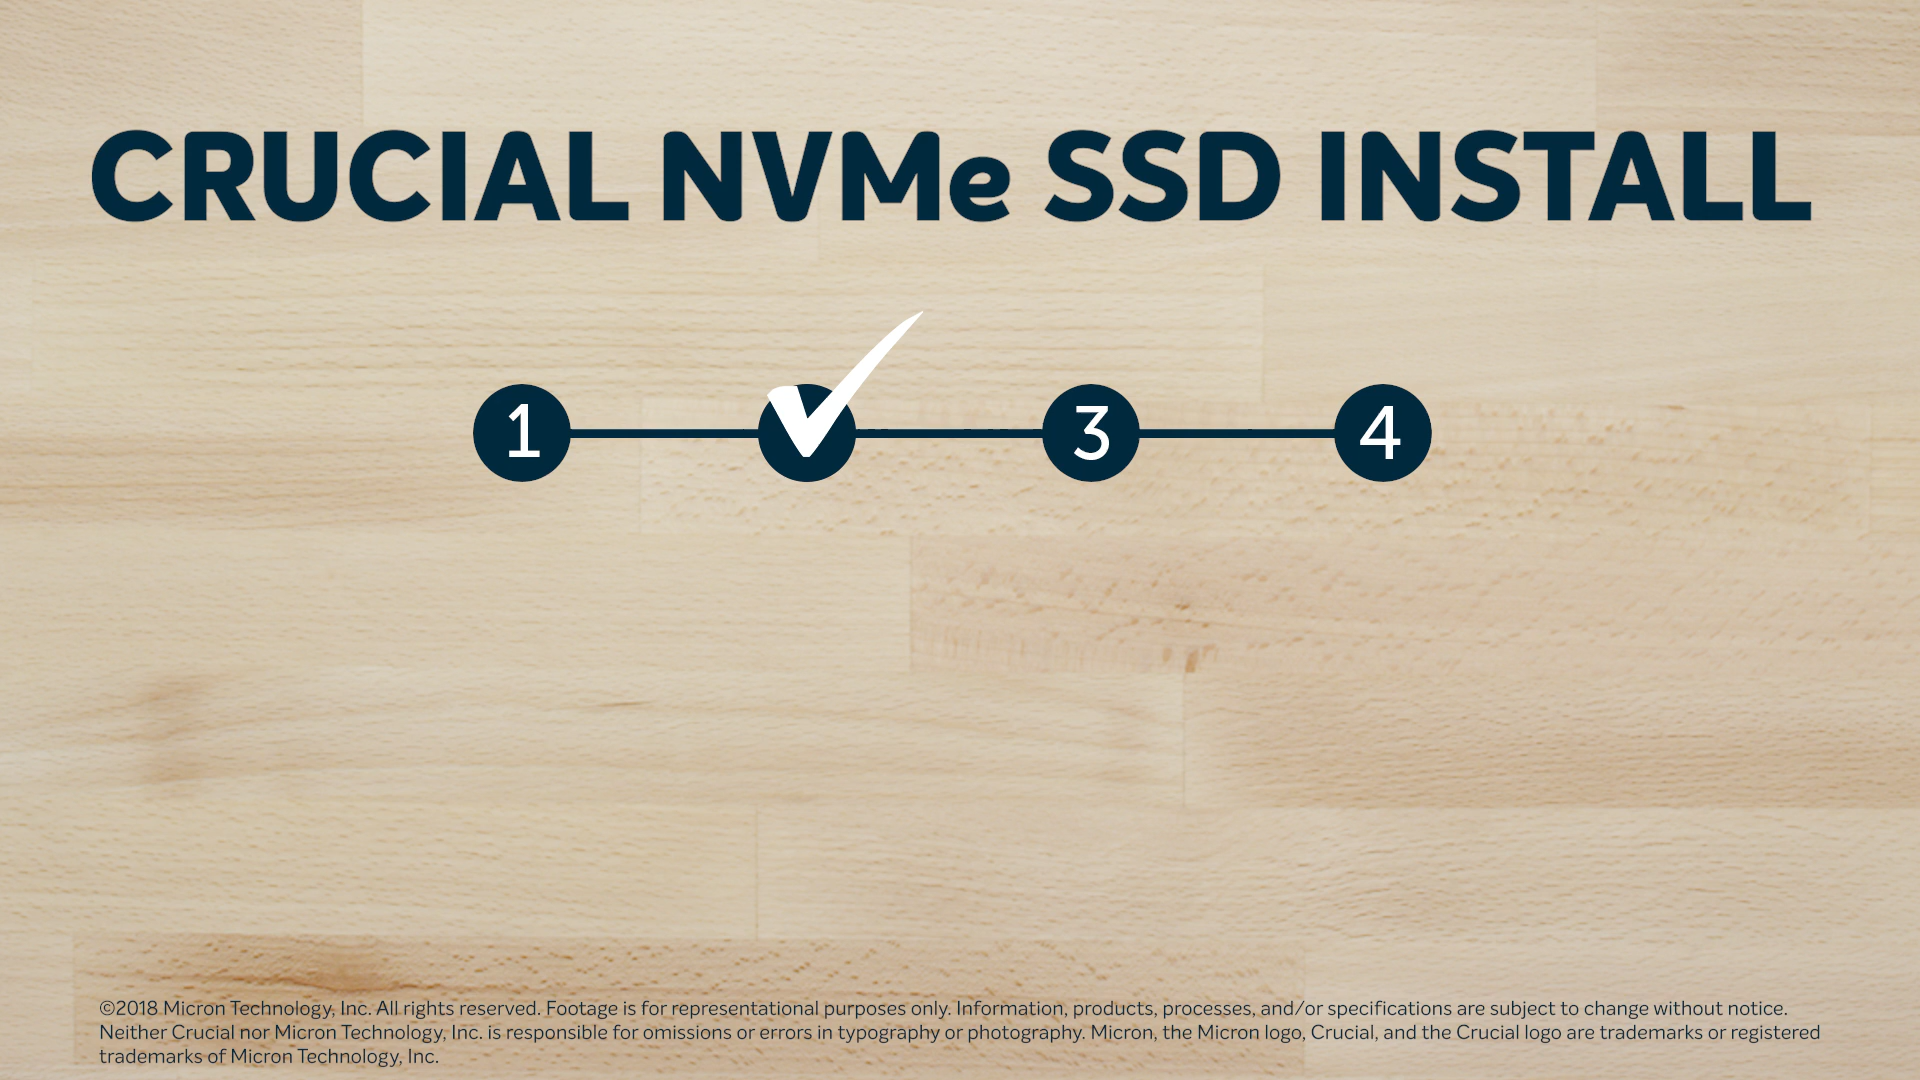 CRUCIAL NVMe SSD INSTALL
1 3 4
©2018 Micron Technology, Inc. All rights reserved. Footage is for representational purposes only. Information, products, processes, and/or specifications are subject to change without notice.
Neither Crucial nor Micron Technology, Inc. is responsible for omissions or errors in typography or photography. Micron, the Micron logo, Crucial, and the Crucial logo are trademarks or registered
trademarks of Micron Technology, Inc.